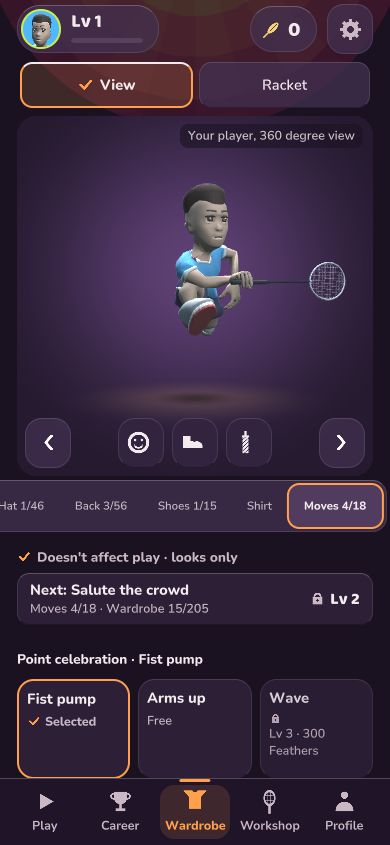 Lv 1
0
View
Racket
Your player, 360 degree view
Hat 1/46
Back 3/56
Shoes 1/15
Shirt
Moves 4/18
Doesn't affect play · looks only
Next: Salute the crowd
Moves 4/18 · Wardrobe 15/205
Lv 2
Point celebration · Fist pump
Fist pump
Selected
Arms up
Free
Wave
Lv 3 · 300
Feathers
Play
Career
Wardrobe
Workshop
Profile